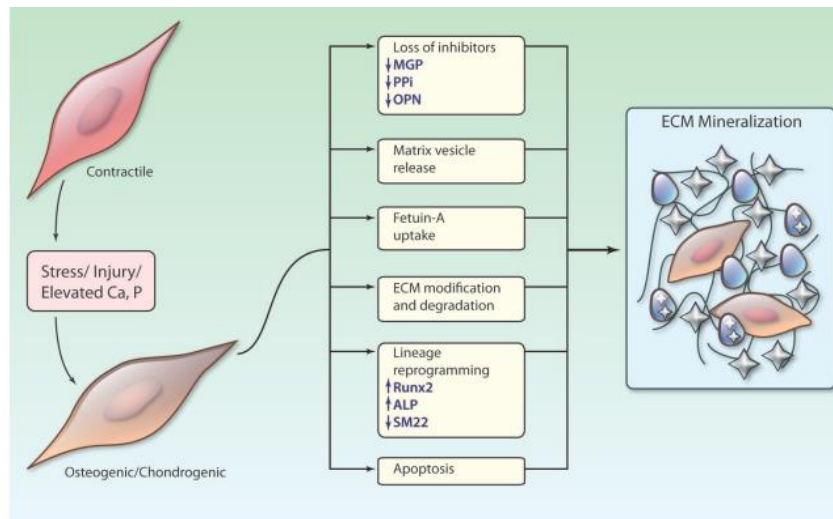 Contractile
Stress/ Injury/
Elevated Ca, P
Osteogenic/Chondrogenic
Loss of inhibitors
↓MGP
↓PPi
↓OPN
Matrix vesicle
release
Fetuin-A
uptake
ECM modification
and degradation
Lineage
reprogramming
↑Runx2
↑ALP
↓SM22
Apoptosis
ECM Mineralization